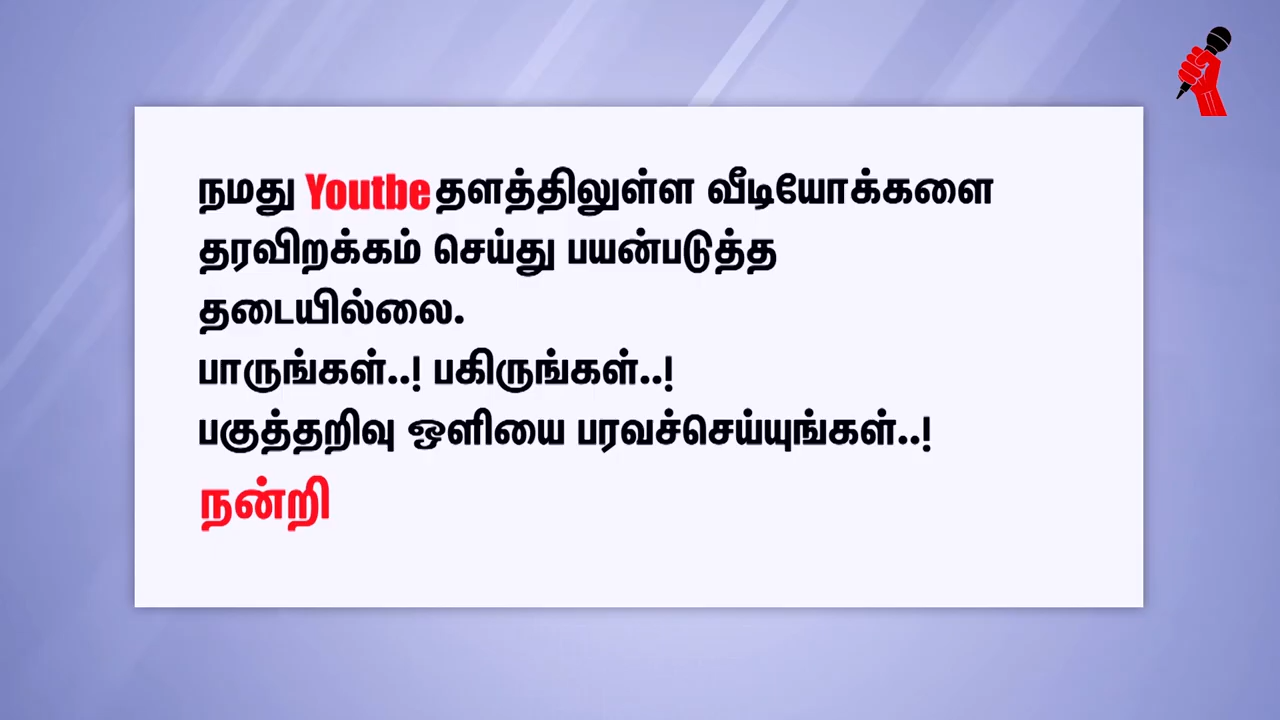 நமது Youtbe தளத்திலுள்ள வீடியோக்களை
தரவிறக்கம் செய்து பயன்படுத்த
தடையில்லை.
பாருங்கள்..! பகிருங்கள்..!
பகுத்தறிவு ஒளியை பரவச்செய்யுங்கள்..!
நன்றி